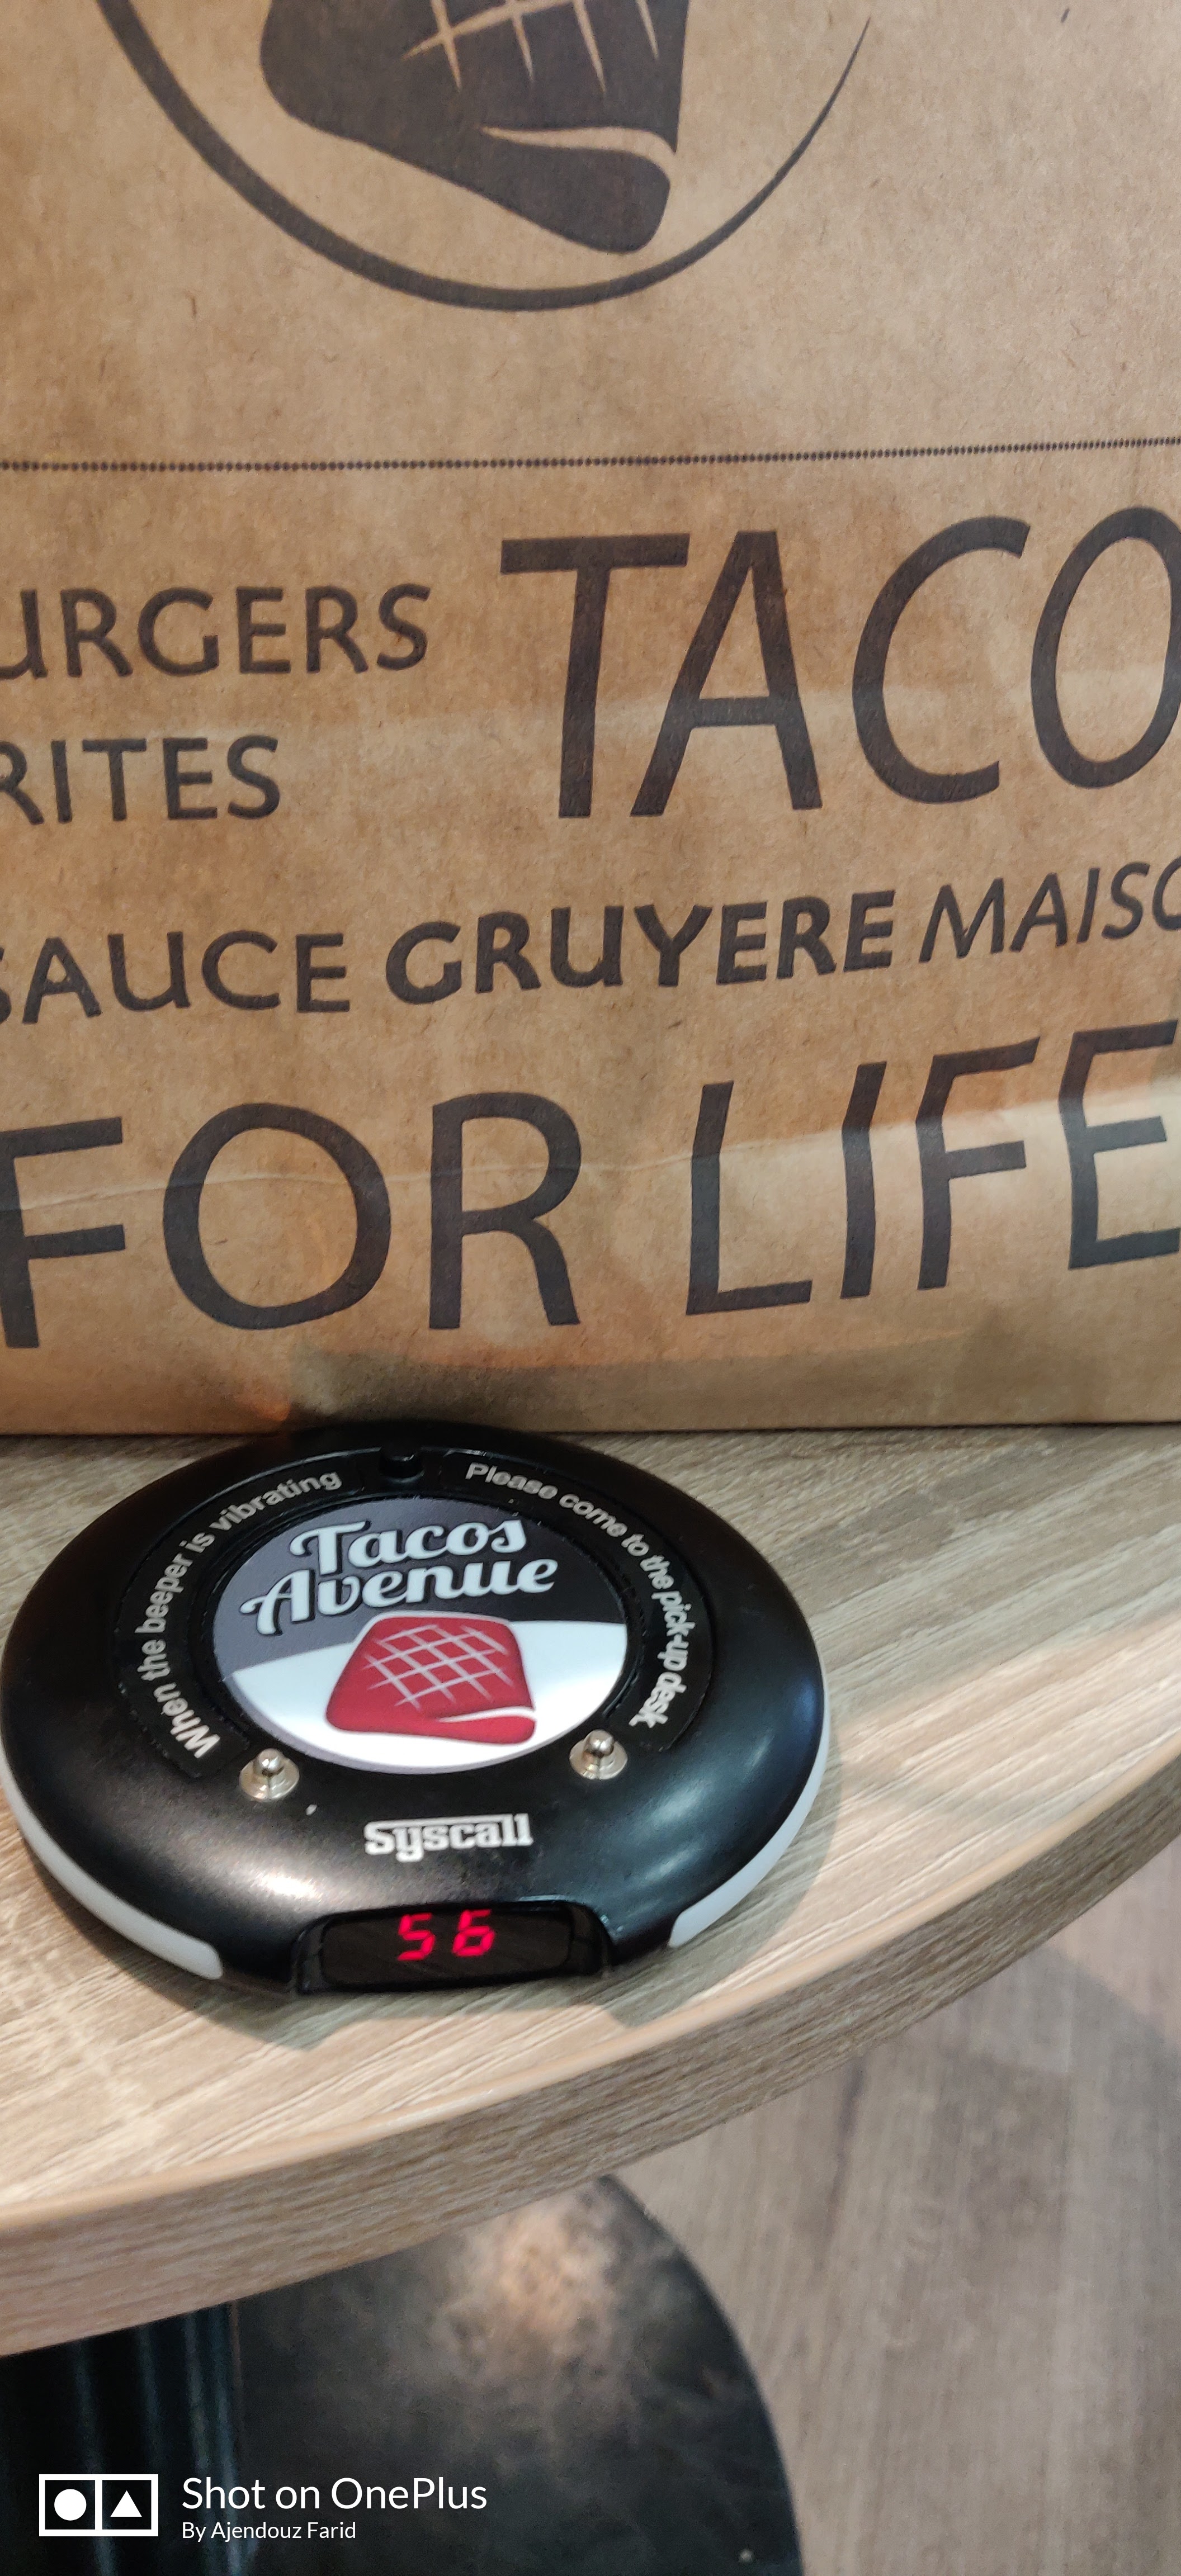 URGERS
TACO
RITES
SAUCE GRUYERE MAISO
FOR LIFE
When the beeper is vibrating
Please come to the pick-up desk
Tacos
Avenue
Syscall
56
Shot on OnePlus
By Ajendouz Farid